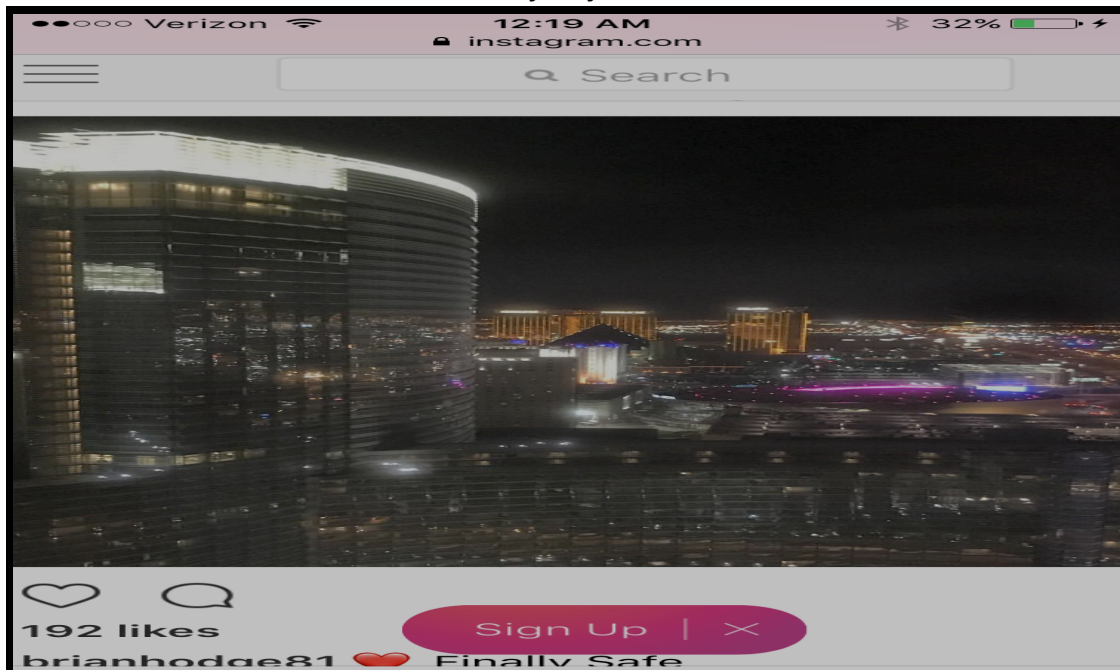 Verizon 12:19 AM 32%
instagram.com
Search
192 likes
Sign Up
brianhodge81 ❤️ Finally Safe